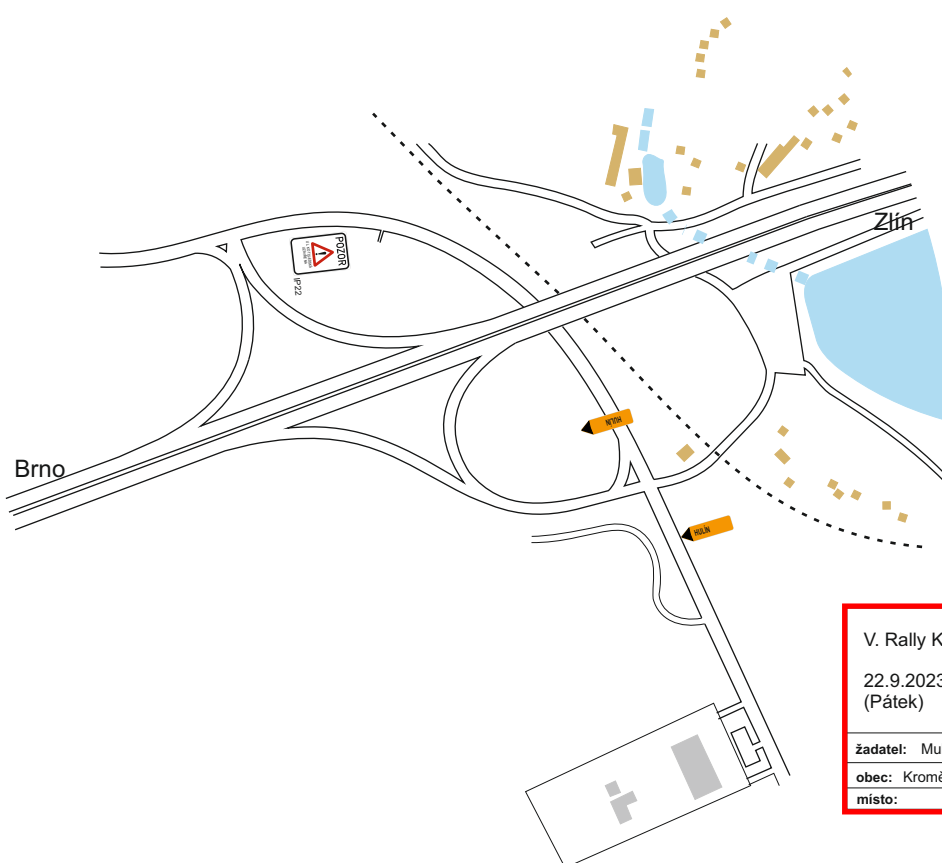 Zlín
POZOR
IP22
HULÍN
Brno
HULÍN
V. Rally K
22.9.2023
(Pátek)
žadatel: Mu
obec: Kromě
místo: